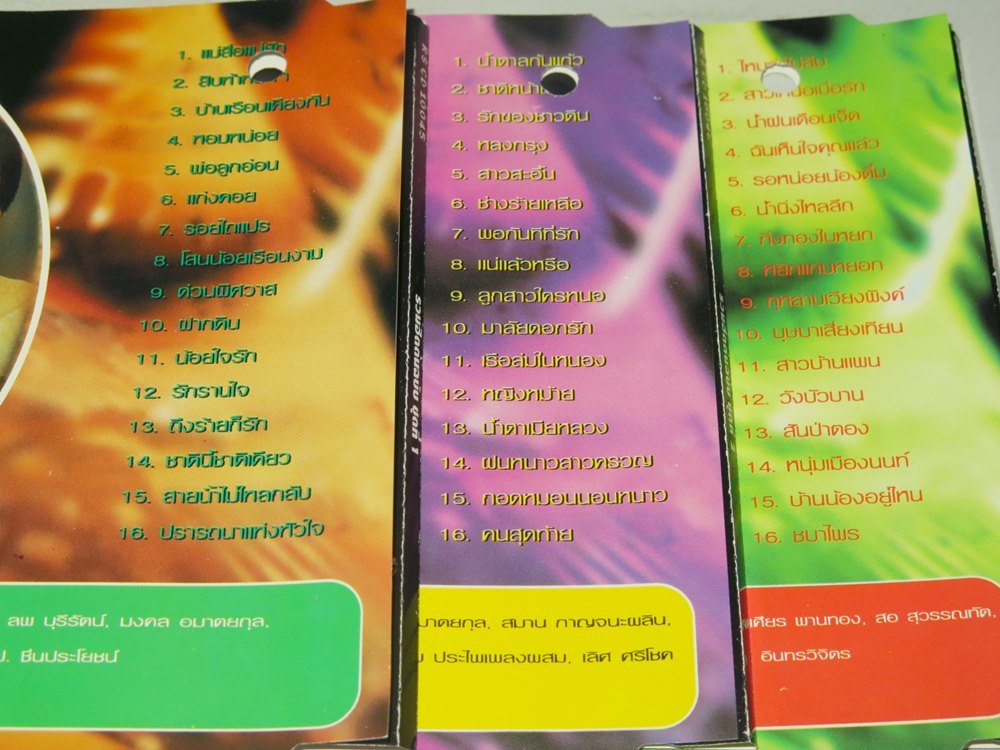 1. แม่สื่อแม่ชัก
2. สินค้า
3. บ้านเรือนเคียงกัน
4. หอมหน่อย
5. พ่อลูกอ่อน
6. แก่งคอย
7. รอยไถแปร
8. โสนน้อยเรือนงาม
9. ด่วนพิศวาส
10. ฝากดิน
11. น้อยใจรัก
12. รักรานใจ
13. ถึงร้ายก็รัก
14. ชาตินี้ชาติเดียว
15. สายน้ำไม่ไหลกลับ
16. ปรารถนาแห่งหัวใจ
ลพ บุรีรัตน์, มงคล อมาตยกุล,
ป. ชื่นประโยชน์
KS CD 10045
รวมฮิตถ่ายฉบับ ชุดที่ 1
1. น้ำตาลก้นแก้ว
2. ชาติหน้า
3. รักของชาวดิน
4. หลงกรุง
5. สาวสะอื้น
6. ช่างร้ายเหลือ
7. พอกันทีที่รัก
8. แน่แล้วหรือ
9. ลูกสาวใครหนอ
10. มาลัยดอกรัก
11. เรือล่มในหนอง
12. หญิงหม้าย
13. น้ำตาเมียหลวง
14. ฝนหนาวสาวครวญ
15. กอดหมอนนอนหนาว
16. คนสุดท้าย
มาตยกุล, สมาน กาญจนะผลิน,
ประไพเพลงผสม, เลิศ ศรีโชค
1. ไทย
2. สาวเหนือเบื่อรัก
3. น้ำฝนเดือนเจ็ด
4. ฉันเห็นใจคุณแล้ว
5. รอหน่อยน้องติ๋ม
6. น้ำนิ่งไหลลึก
7. กิ่งทองใบหยก
8. หยิกแกมหยอก
9. กุหลาบเวียงพิงค์
10. บุษบาเสี่ยงเทียน
11. สาวบ้านแพน
12. วังบัวบาน
13. สันป่าตอง
14. หนุ่มเมืองนนท์
15. บ้านน้องอยู่ไหน
16. ชบาไพร
เศียร พานทอง, สอ สุวรรณทัต,
อินทรวิจิตร